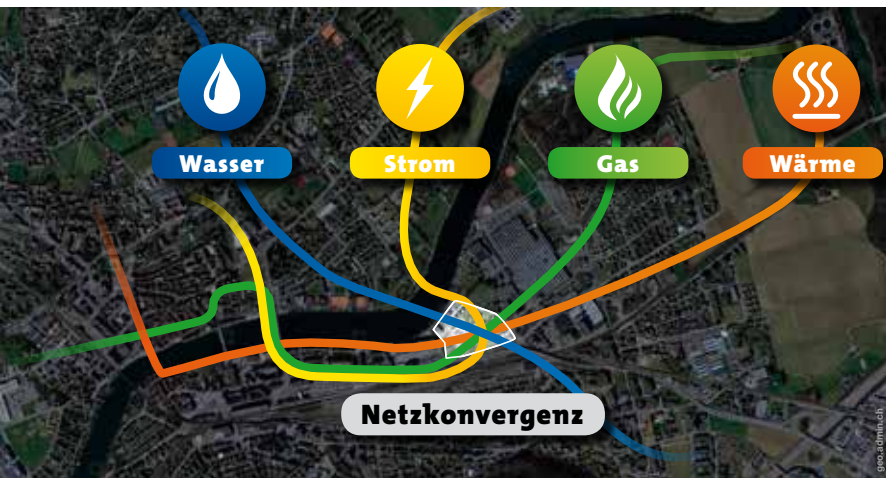 Wasser
Strom
Gas
Wärme
Netzkonvergenz
geo.admin.ch